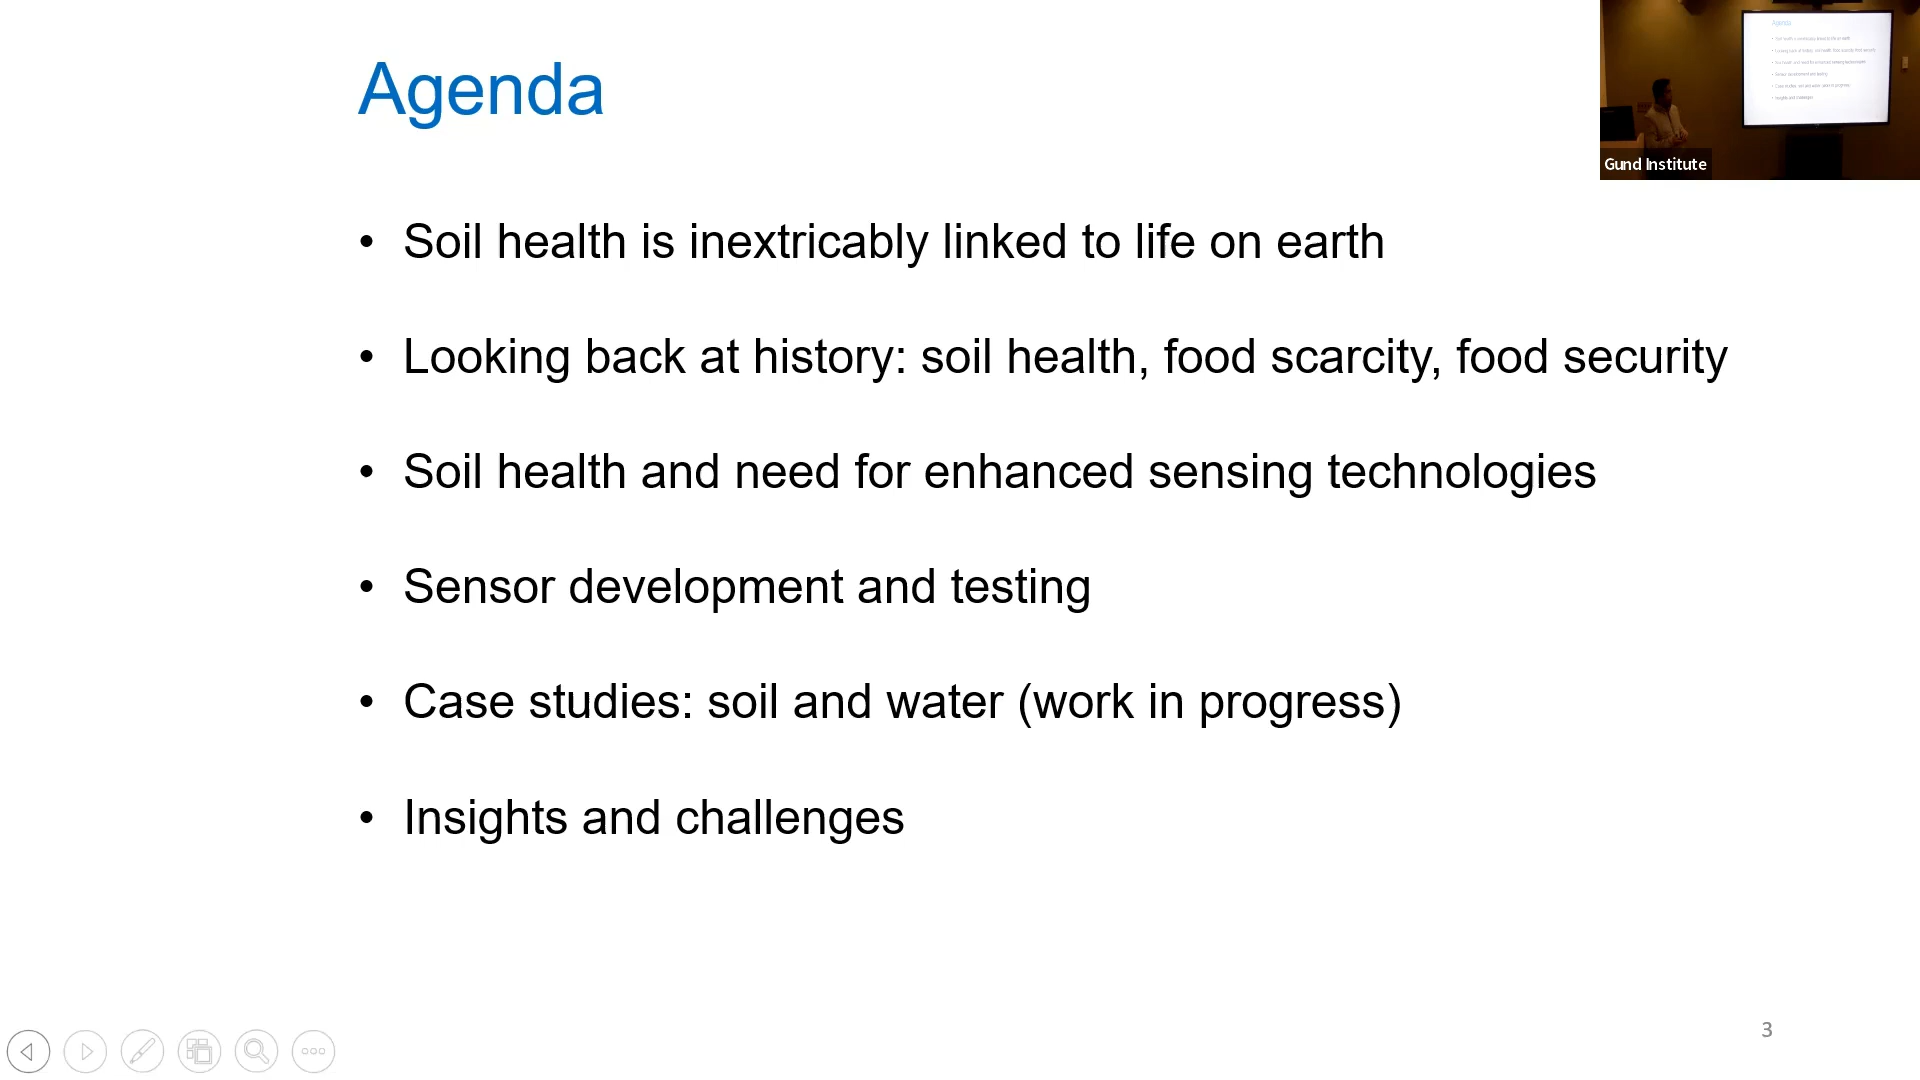 Agenda
Gund Institute
• Soil health is inextricably linked to life on earth
• Looking back at history: soil health, food scarcity, food security
• Soil health and need for enhanced sensing technologies
• Sensor development and testing
• Case studies: soil and water (work in progress)
• Insights and challenges
3